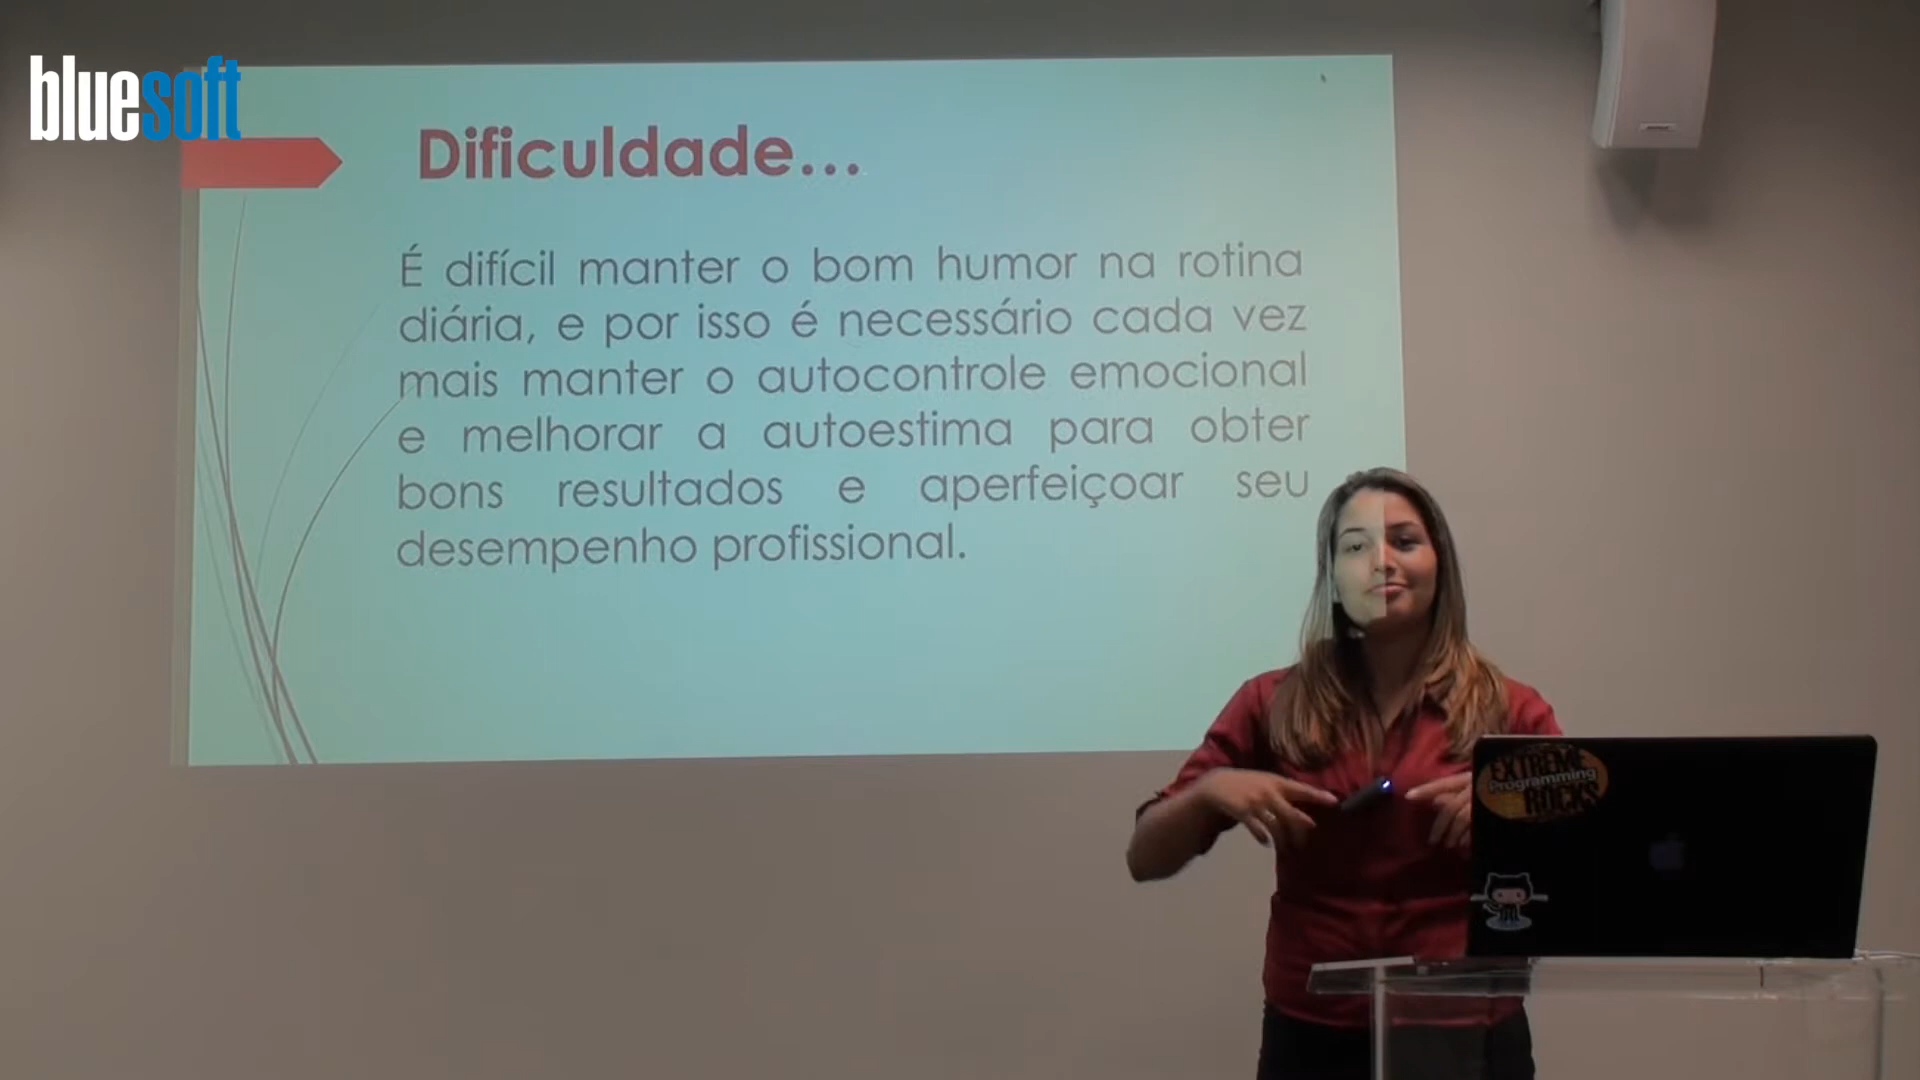 bluesoft
Dificuldade...
É difícil manter o bom humor na rotina
diária, e por isso é necessário cada vez
mais manter o autocontrole emocional
e melhorar a autoestima para obter
bons resultados e aperfeiçoar seu
desempenho profissional.
EXTREME
Programming
ROCKS